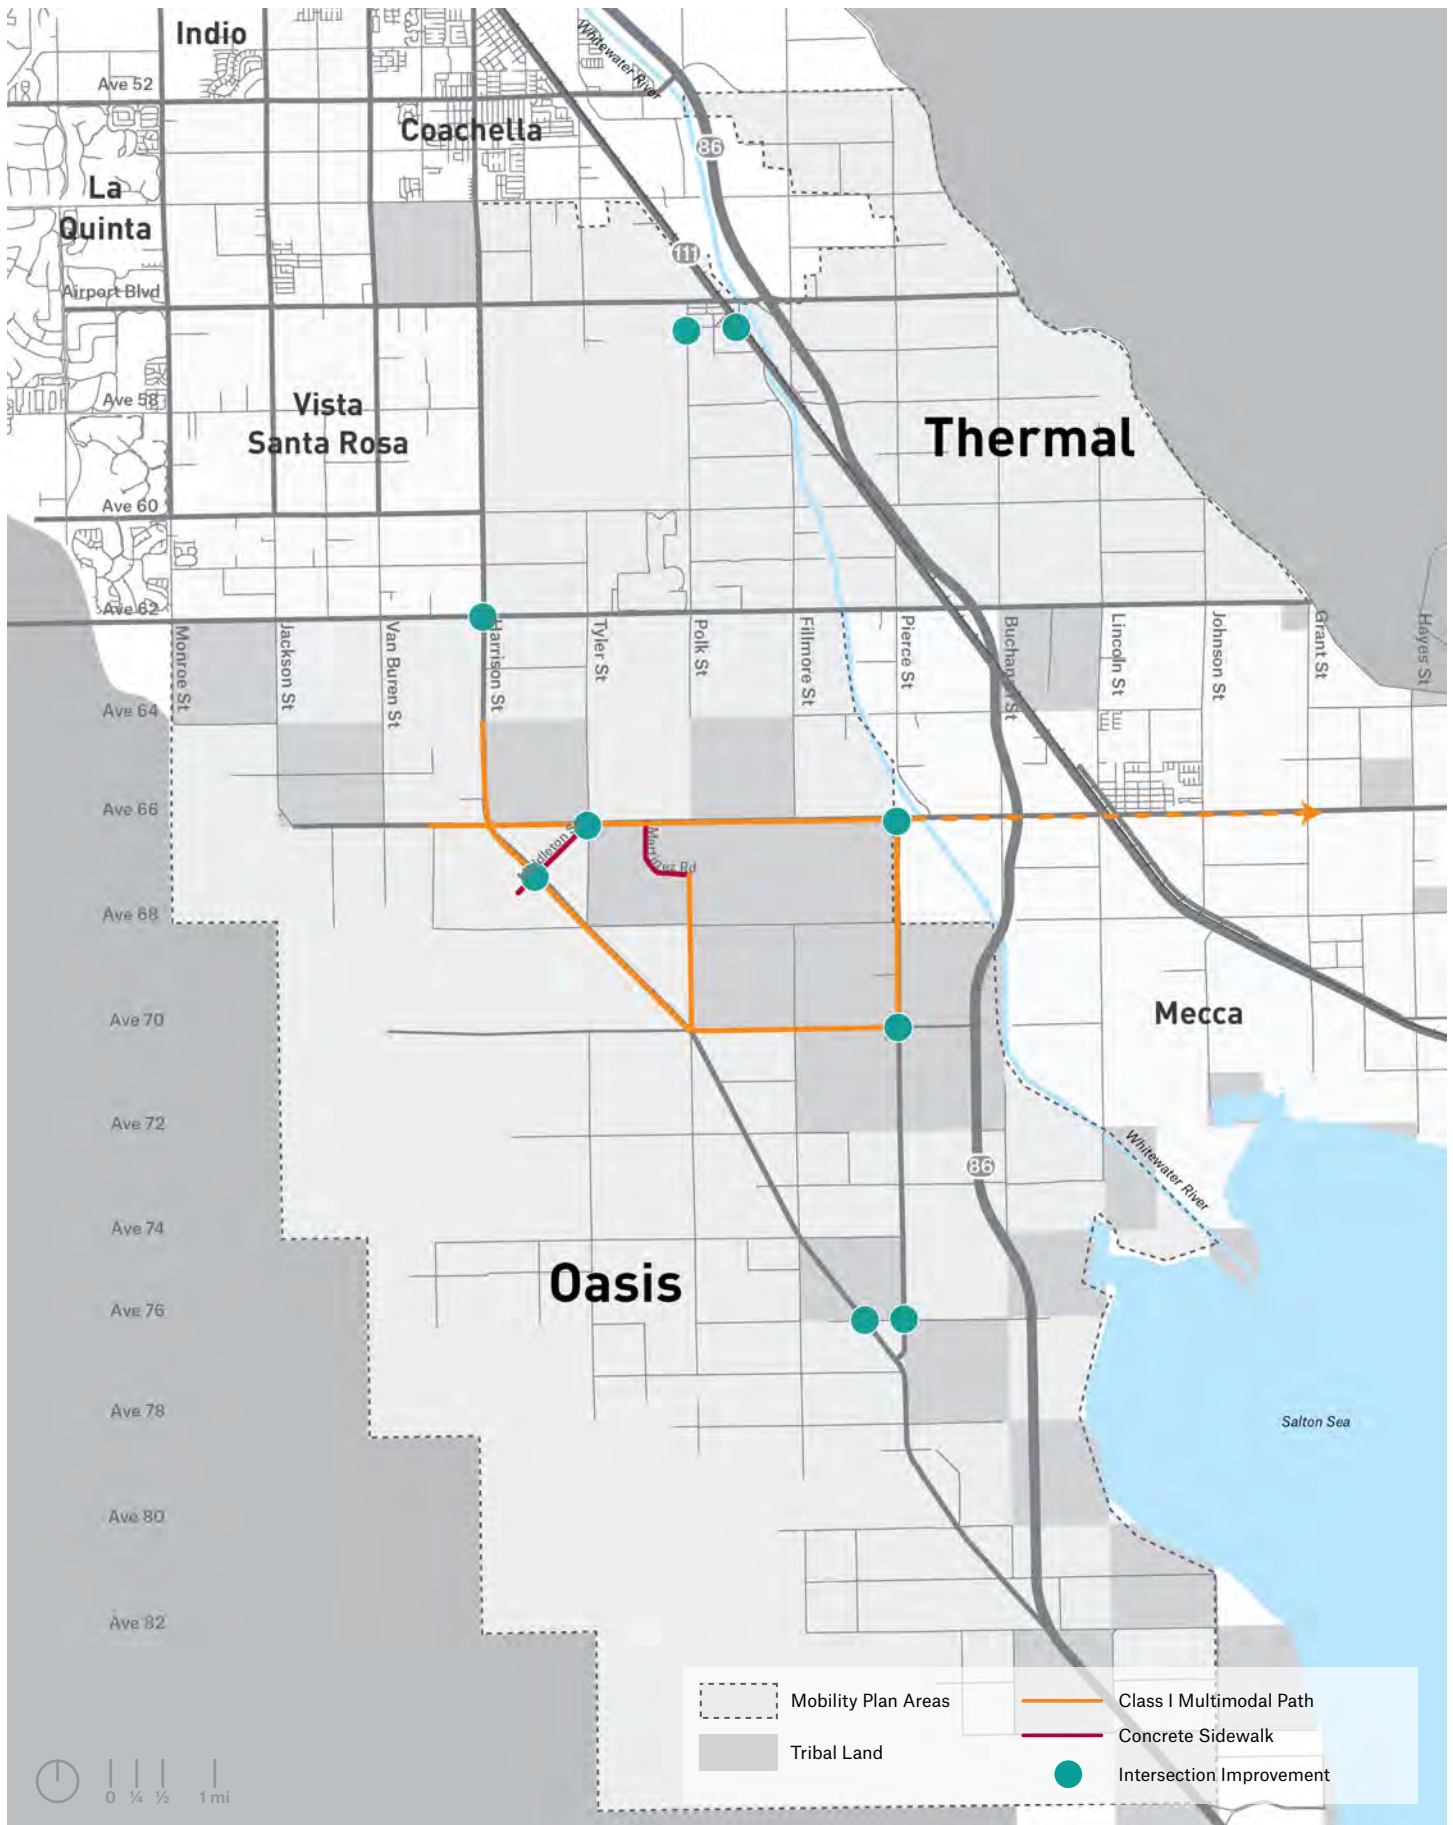 Indio
Whitewater River
Ave 52
Coachella
86
La
Quinta
111
Airport Blvd
Ave 58
Vista
Santa Rosa
Thermal
Ave 60
Ave 62
Monroe St
Jackson St
Van Buren St
Harrison St
Tyler St
Polk St
Fillmore St
Pierce St
Lincoln St
Johnson St
Grant St
Hayes St
Ave 64
Ave 66
Rd
Ave 68
Ave 70
Mecca
Ave 72
Whitewater River
86
Ave 74
Oasis
Ave 76
Ave 78
Salton Sea
Ave 80
Ave 82
Mobility Plan Areas
Class I Multimodal Path
Concrete Sidewalk
Tribal Land
Intersection Improvement
0 ¼ ½ 1 mi